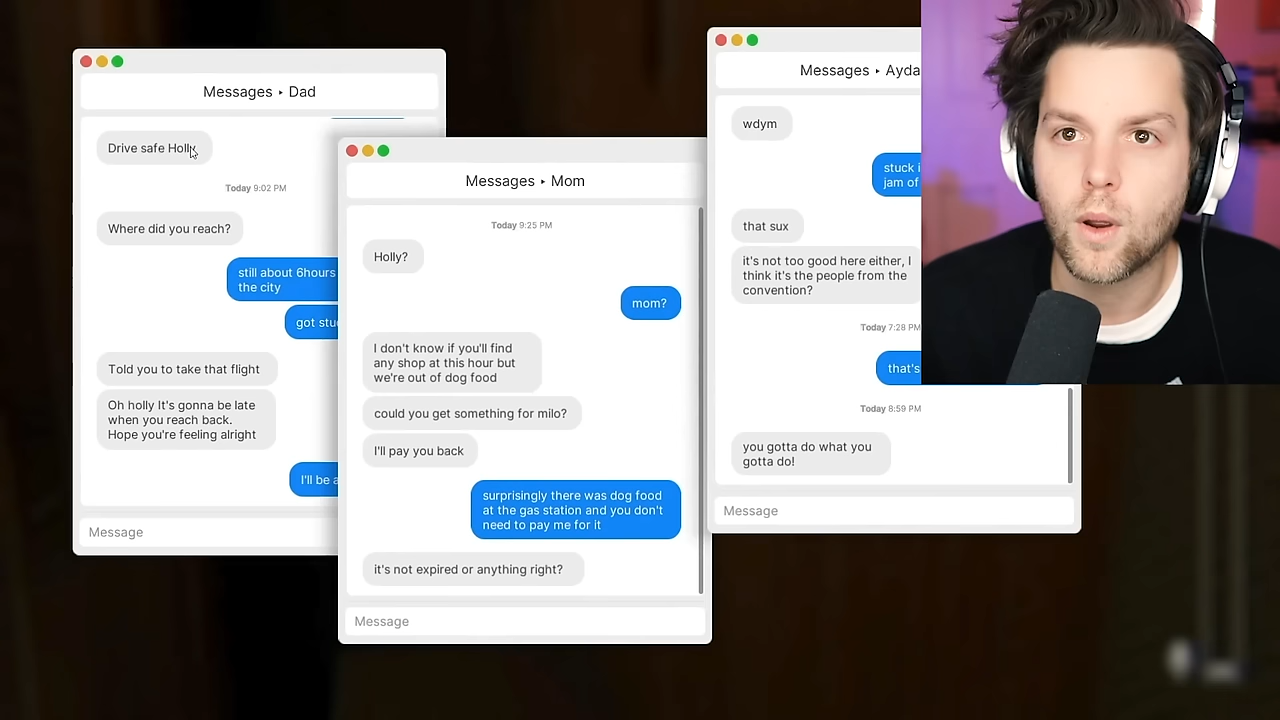 Messages ▸ Dad
Drive safe Holly
Today 9:02 PM
Where did you reach?
still about 6hours
the city
got
Told you to take that flight
Oh holly It's gonna be late
when you reach back.
Hope you're feeling alright
I'll be
Message
Messages ▸ Mom
Today 9:25 PM
Holly?
mom?
I don't know if you'll find
any shop at this hour but
we're out of dog food
could you get something for milo?
I'll pay you back
surprisingly there was dog food
at the gas station and you don't
need to pay me for it
it's not expired or anything right?
Message
Messages ▸ Ayda
wdym
stuck
jam of
that sux
it's not too good here either, I
think it's the people from the
convention?
Today 7:28 PM
that's
Today 8:59 PM
you gotta do what you
gotta do!
Message